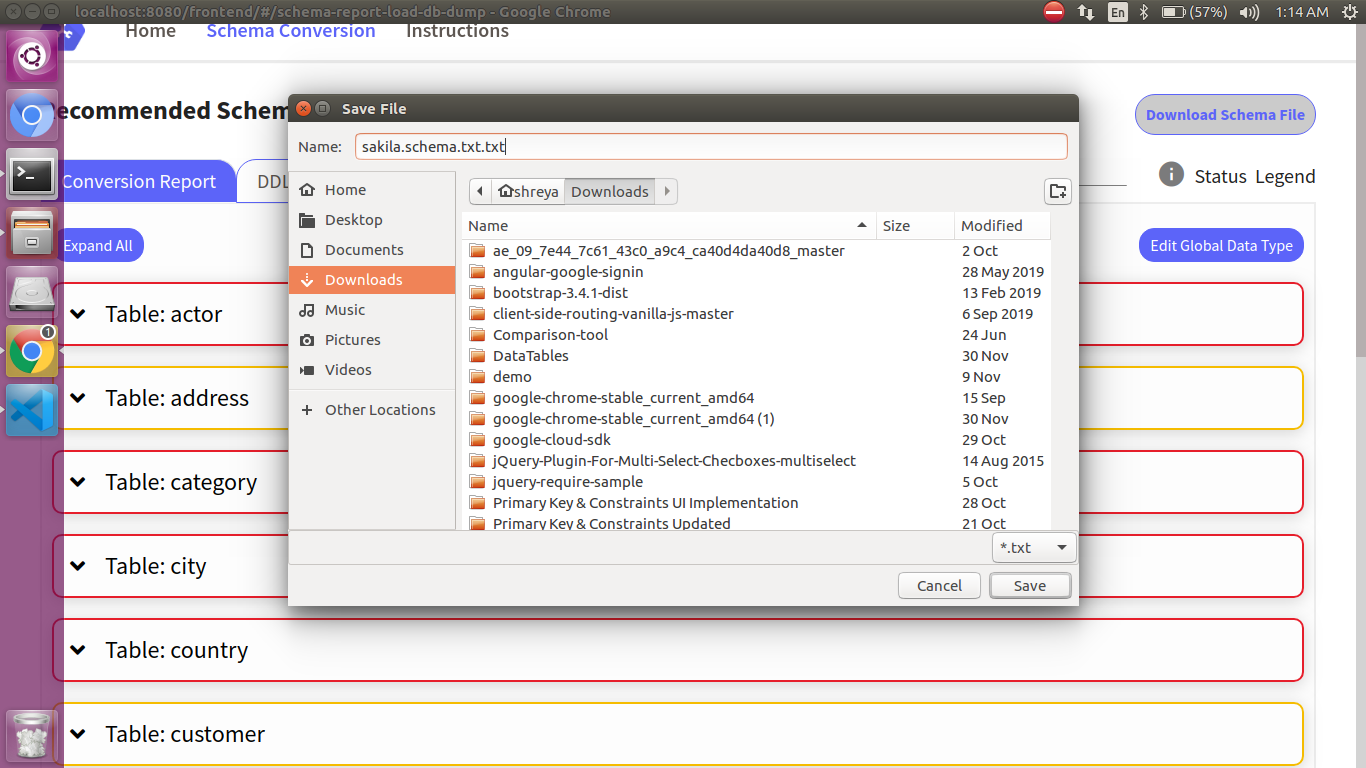 localhost:8080/frontend/#/schema-report-load-db-dump - Google Chrome
En
(57%)
1:14 AM
Home
Schema Conversion
Instructions
ecommended Schem
Download Schema File
Conversion Report
DDL
Status Legend
Expand All
Edit Global Data Type
Table: actor
Table: address
Table: category
Table: city
Table: country
Table: customer
1
Save File
Name:
sakila.schema.txt.txt
Home
Desktop
Documents
Downloads
Music
Pictures
Videos
Other Locations
shreya
Downloads
Name
Size
Modified
ae_09_7e44_7c61_43c0_a9c4_ca40d4da40d8_master
2 Oct
angular-google-signin
28 May 2019
bootstrap-3.4.1-dist
13 Feb 2019
client-side-routing-vanilla-js-master
6 Sep 2019
Comparison-tool
24 Jun
DataTables
30 Nov
demo
9 Nov
google-chrome-stable_current_amd64
15 Sep
google-chrome-stable_current_amd64 (1)
30 Nov
google-cloud-sdk
29 Oct
jQuery-Plugin-For-Multi-Select-Checboxes-multiselect
14 Aug 2015
jquery-require-sample
5 Oct
Primary Key & Constraints UI Implementation
28 Oct
Primary Key & Constraints Updated
21 Oct
*.txt
Cancel
Save